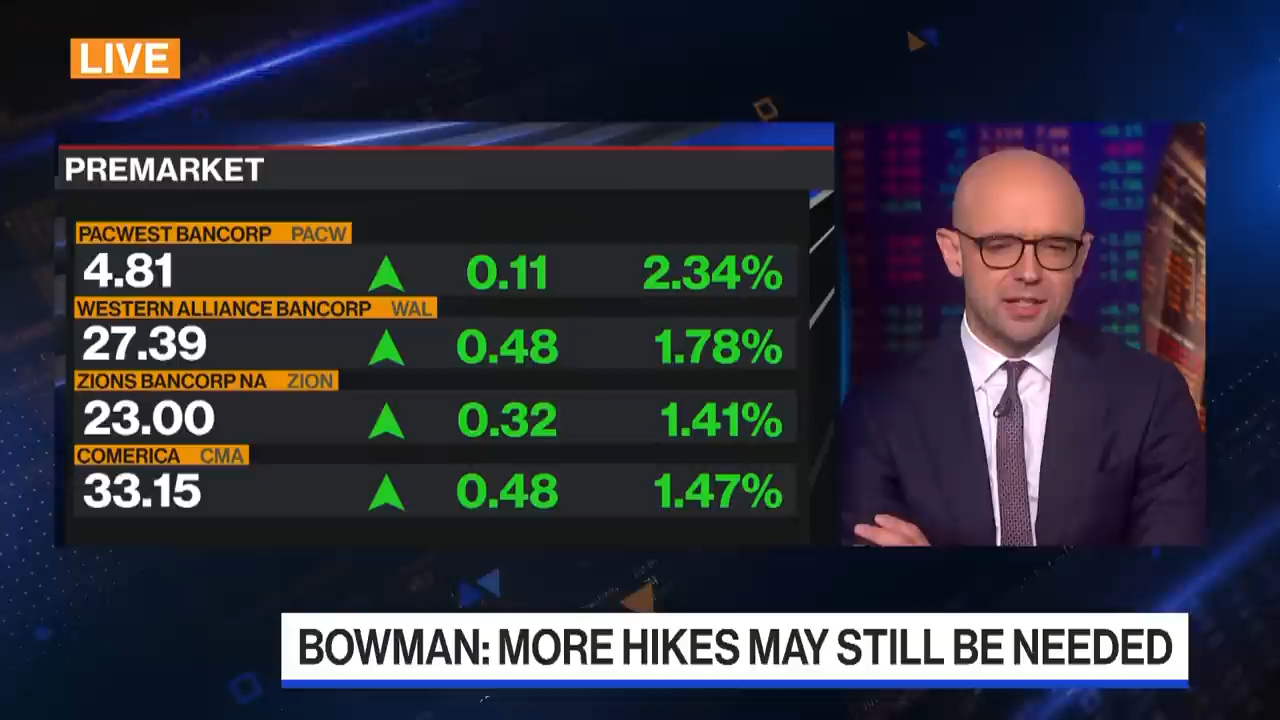 LIVE
PREMARKET
PACWEST BANCORP PACW
4.81 0.11 2.34%
WESTERN ALLIANCE BANCORP WAL
27.39 0.48 1.78%
ZIONS BANCORP NA ZION
23.00 0.32 1.41%
COMERICA CMA
33.15 0.48 1.47%
BOWMAN: MORE HIKES MAY STILL BE NEEDED